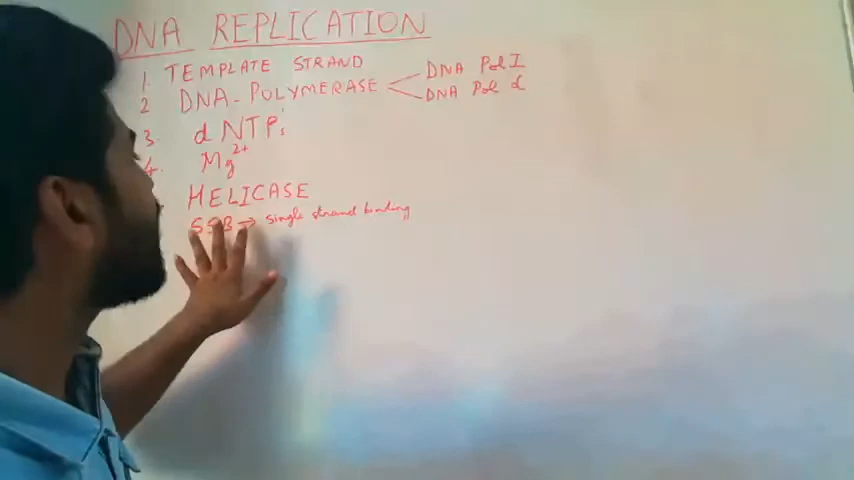 DNA REPLICATION
1. TEMPLATE STRAND
2 DNA-POLYMERASE DNA Pol I
DNA Pol α
3. dNTPs
4. Mg2+
HELICASE
SSB → single strand binding